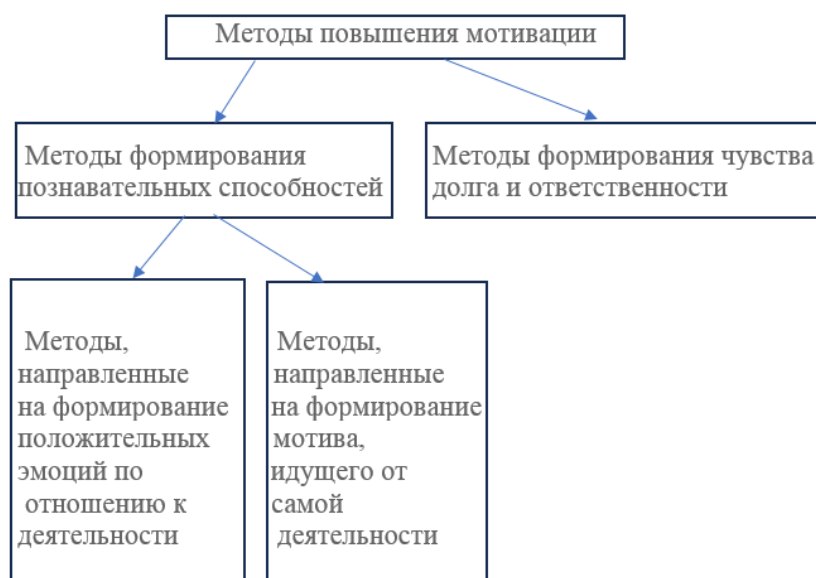 Методы повышения мотивации
Методы формирования
познавательных способностей
Методы формирования чувства
долга и ответственности
Методы,
направленные
на формирование
положительных
эмоций по
отношению к
деятельности
Методы,
направленные
на формирование
мотива,
идущего от
самой
деятельности